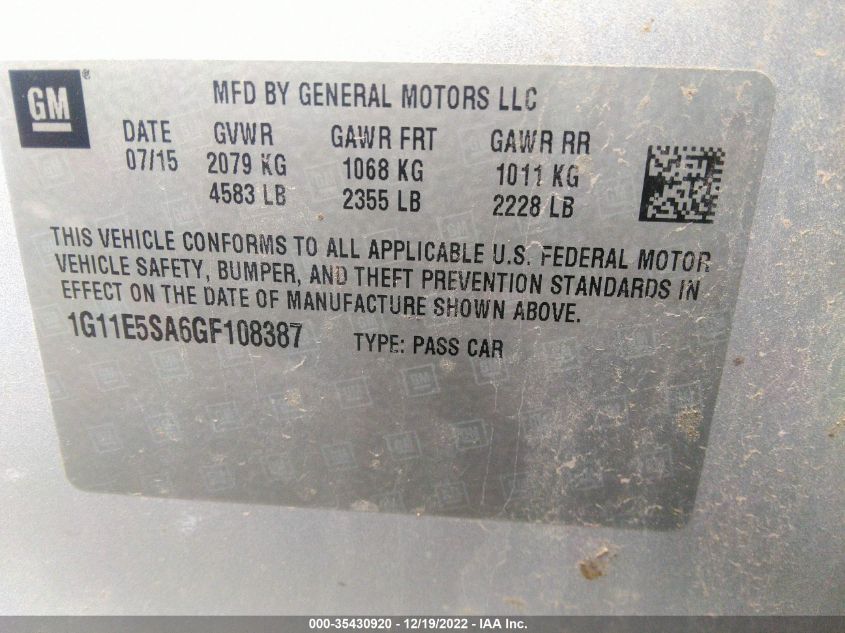 GM®
MFD BY GENERAL MOTORS LLC
DATE GVWR GAWR FRT GAWR RR
07/15 2079 KG 1068 KG 1011 KG
4583 LB 2355 LB 2228 LB
THIS VEHICLE CONFORMS TO ALL APPLICABLE U.S. FEDERAL MOTOR
VEHICLE SAFETY, BUMPER, AND THEFT PREVENTION STANDARDS IN
EFFECT ON THE DATE OF MANUFACTURE SHOWN ABOVE.
1G11E5SA6GF108387 TYPE: PASS CAR
000-35430920 - 12/19/2022 - IAA Inc.